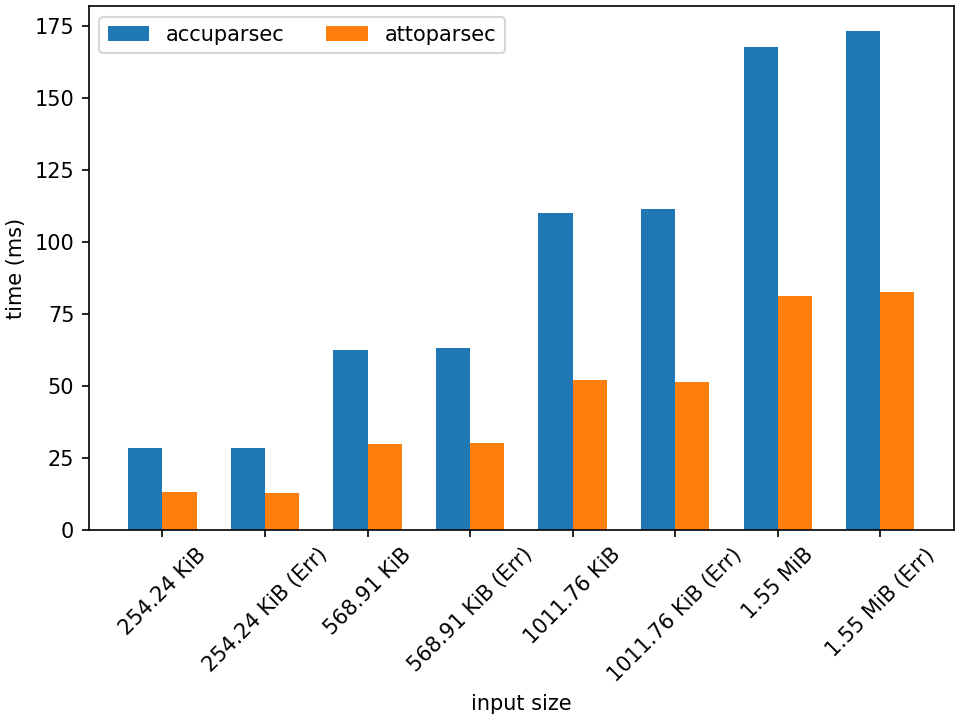 accuparsec attoparsec
175
150
125
100
75
50
25
0
time (ms)
254.24 KiB
254.24 KiB (Err)
568.91 KiB
568.91 KiB (Err)
1011.76 KiB
1011.76 KiB (Err)
1.55 MiB
1.55 MiB (Err)
input size